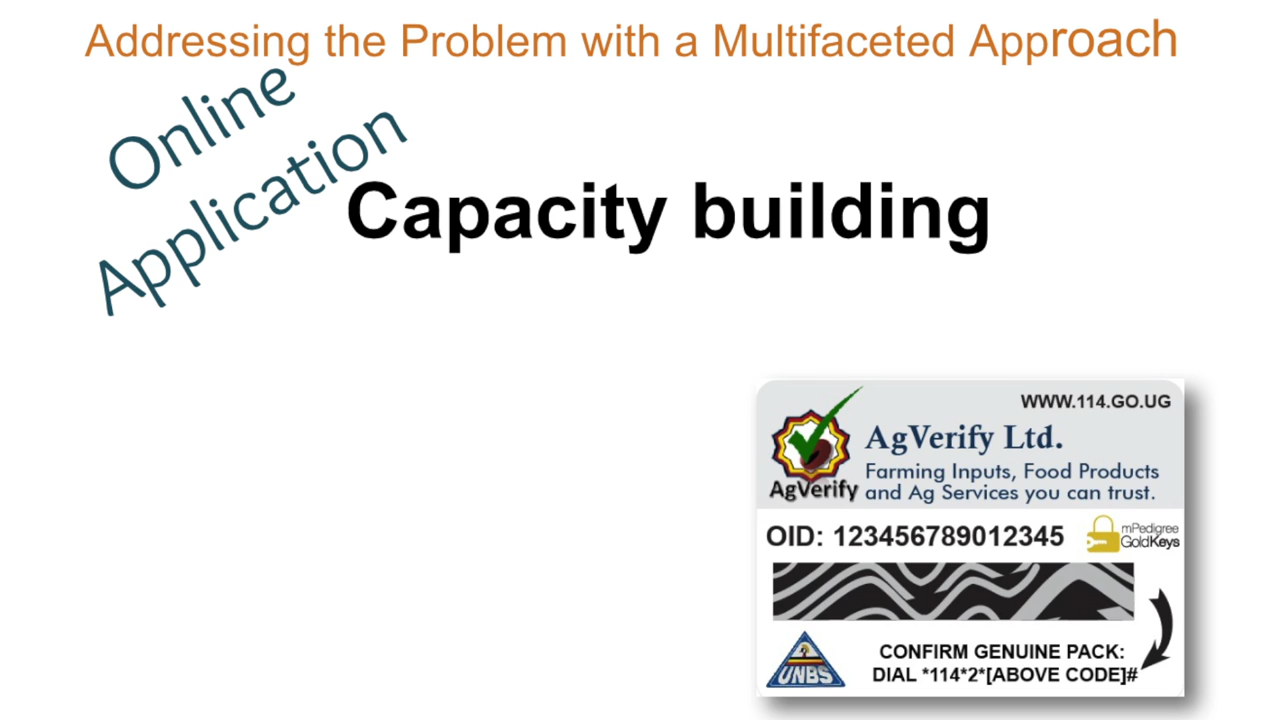 Addressing the Problem with a Multifaceted Approach
Online
Application
Capacity building
WWW.114.GO.UG
AgVerify Ltd.
Farming Inputs, Food Products
and Ag Services you can trust.
AgVerify
OID: 123456789012345
mPedigree
GoldKeys
CONFIRM GENUINE PACK:
DIAL *114*2*[ABOVE CODE]#
UNBS